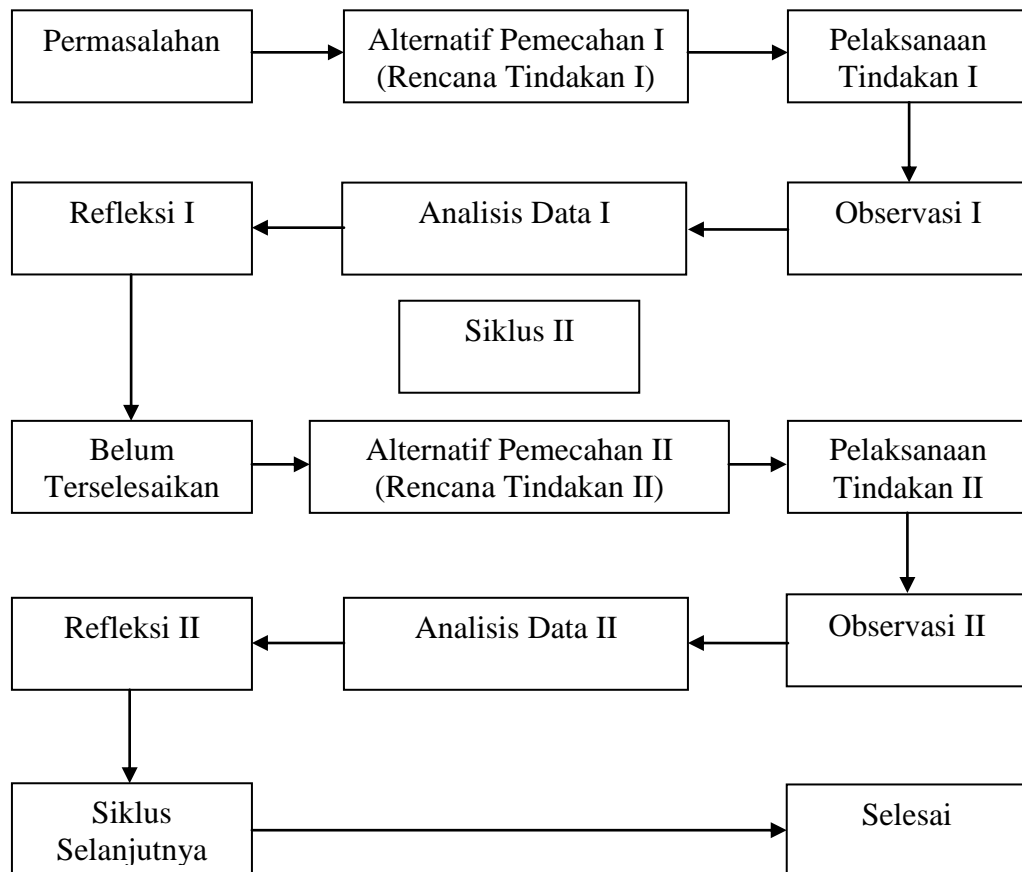 Permasalahan
Alternatif Pemecahan I
(Rencana Tindakan I)
Pelaksanaan
Tindakan I
Refleksi I
Analisis Data I
Observasi I
Siklus II
Belum
Terselesaikan
Alternatif Pemecahan II
(Rencana Tindakan II)
Pelaksanaan
Tindakan II
Refleksi II
Analisis Data II
Observasi II
Siklus
Selanjutnya
Selesai